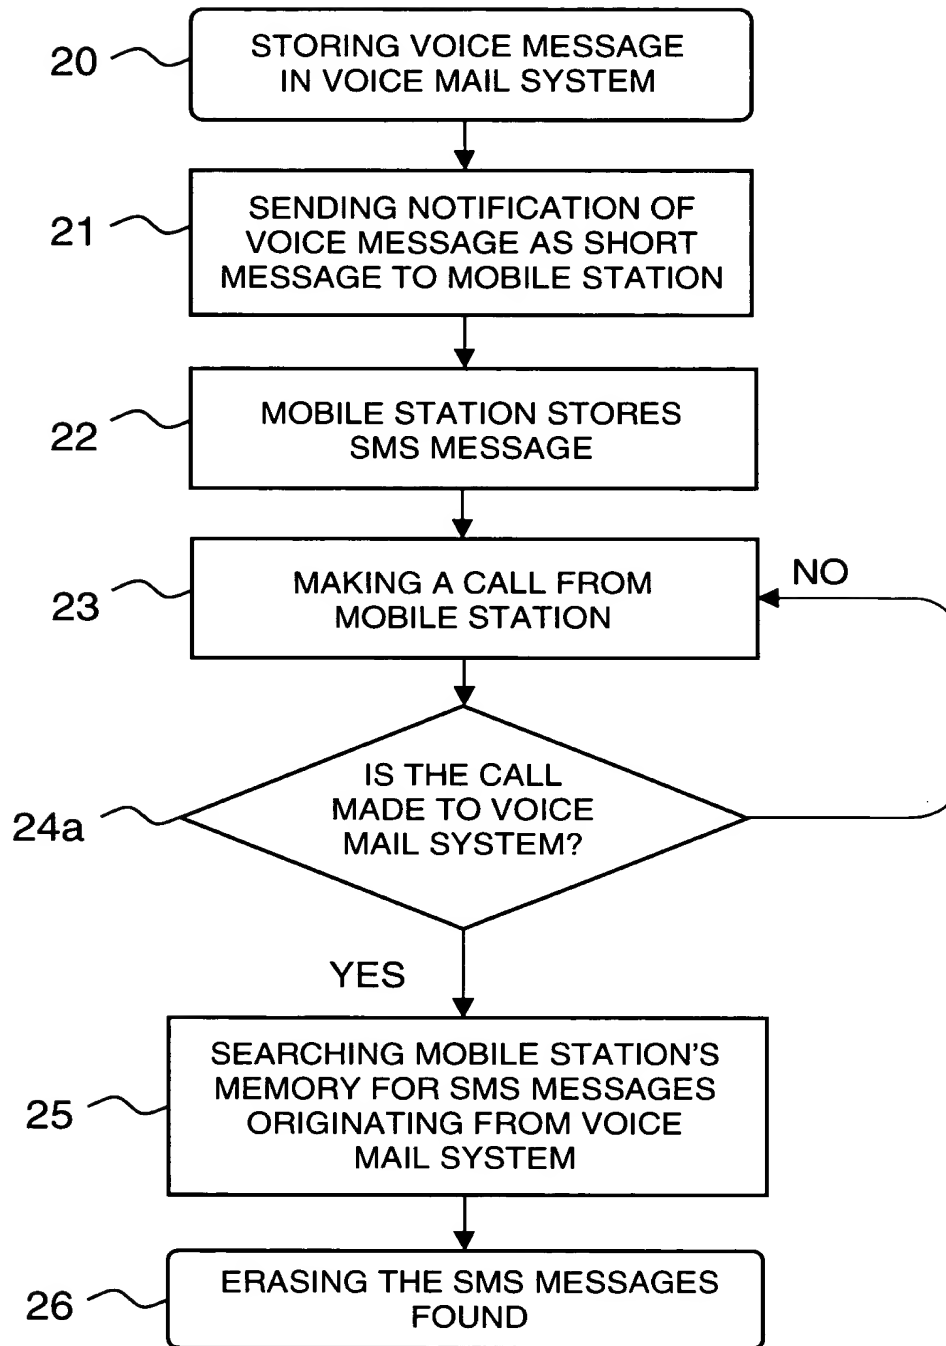 20
STORING VOICE MESSAGE
IN VOICE MAIL SYSTEM
21
SENDING NOTIFICATION OF
VOICE MESSAGE AS SHORT
MESSAGE TO MOBILE STATION
22
MOBILE STATION STORES
SMS MESSAGE
23
MAKING A CALL FROM
MOBILE STATION
NO
24a
IS THE CALL
MADE TO VOICE
MAIL SYSTEM?
YES
25
SEARCHING MOBILE STATION'S
MEMORY FOR SMS MESSAGES
ORIGINATING FROM VOICE
MAIL SYSTEM
26
ERASING THE SMS MESSAGES
FOUND